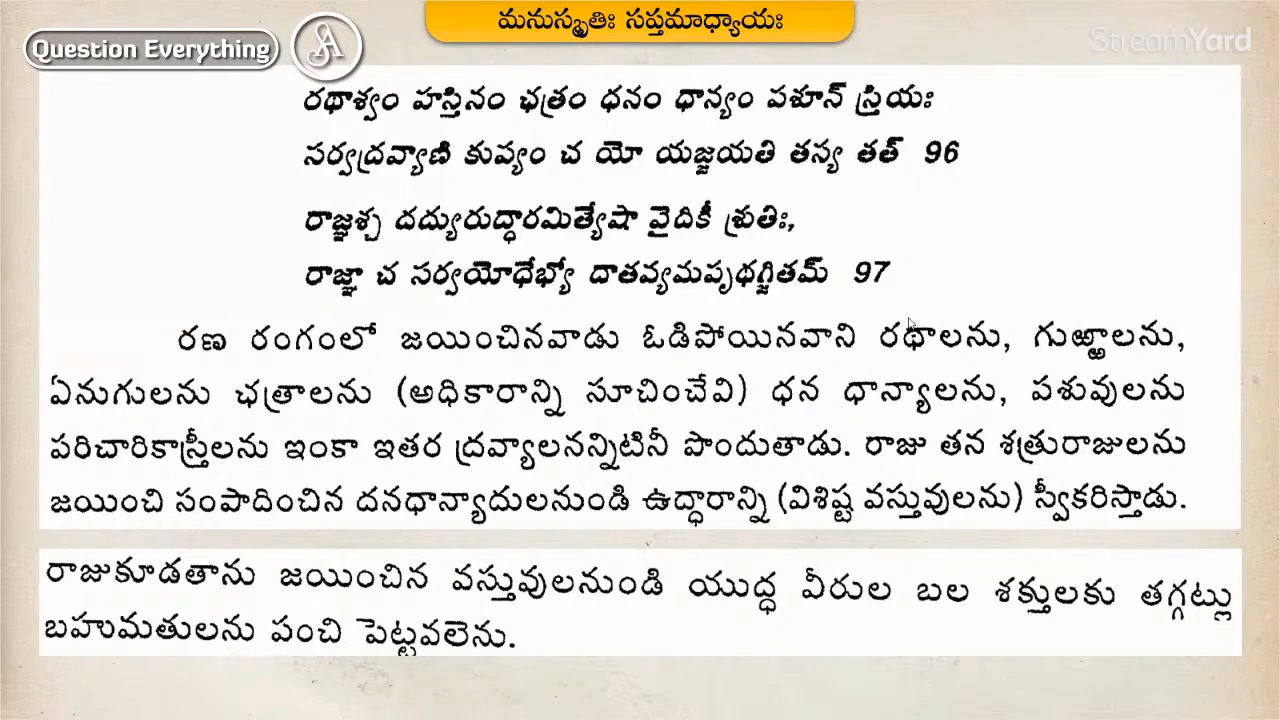 మనుస్మృతిః సప్తమాధ్యాయః
Question Everything
StreamYard
రథాశ్వం హస్తినం ఛత్రం ధనం ధాన్యం పశూన్ స్త్రియః
సర్వద్రవ్యాణి కువ్యం చ యో యజ్జయతి తస్య తత్ 96
రాజ్ఞశ్చ దద్యురుద్ధారమిత్యేషా వైదికీ శ్రుతిః,
రాజ్ఞా చ సర్వయోధేభ్యో దాతవ్యమపృథగ్జితమ్ 97
రణ రంగంలో జయించినవాడు ఓడిపోయినవాని రథాలను, గుఱ్ఱాలను,
ఏనుగులను ఛత్రాలను (అధికారాన్ని సూచించేవి) ధన ధాన్యాలను, పశువులను
పరిచారికాస్త్రీలను ఇంకా ఇతర ద్రవ్యాలనన్నిటినీ పొందుతాడు. రాజు తన శత్రురాజులను
జయించి సంపాదించిన దనధాన్యాదులనుండి ఉద్ధారాన్ని (విశిష్ట వస్తువులను) స్వీకరిస్తాడు.
రాజుకూడతాను జయించిన వస్తువులనుండి యుద్ధ వీరుల బల శక్తులకు తగ్గట్లు
బహుమతులను పంచి పెట్టవలెను.